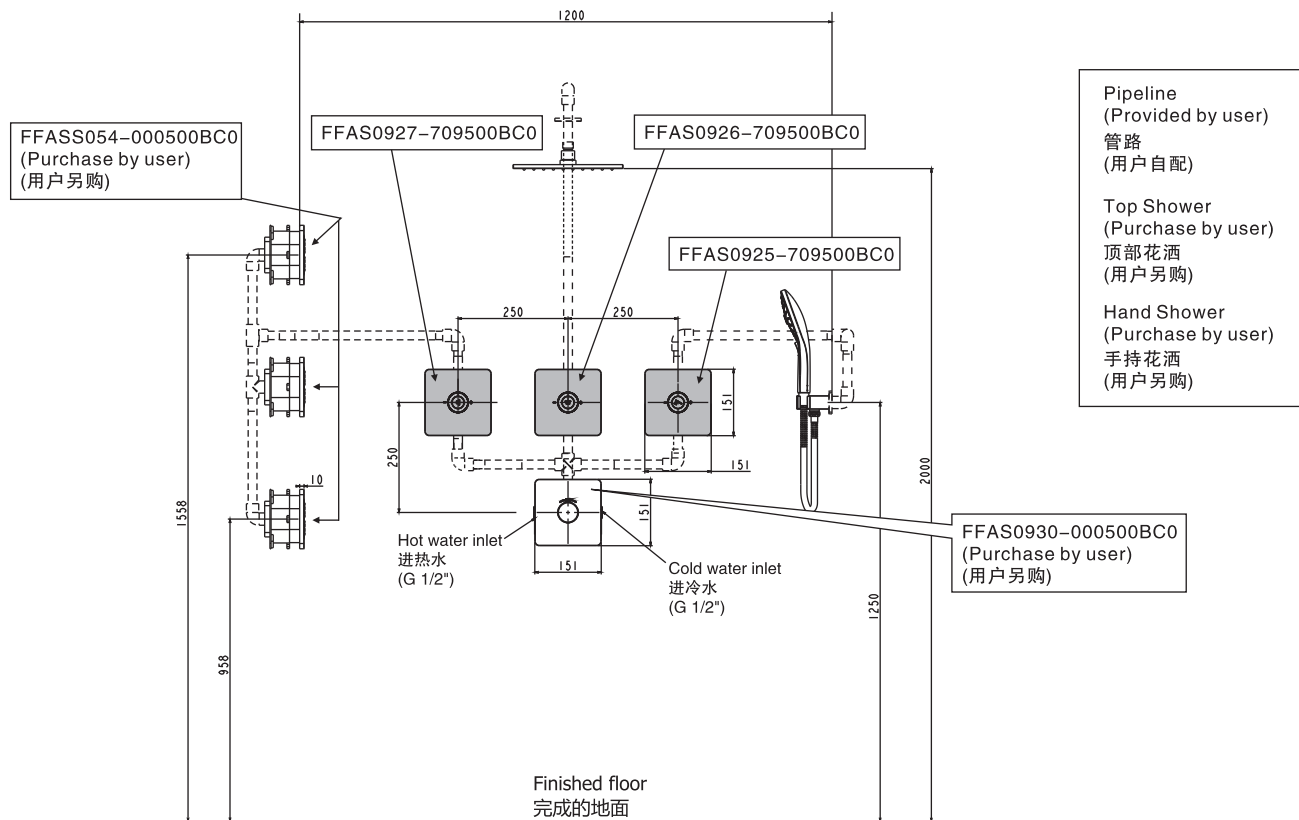 1200
FFASS054-000500BC0
(Purchase by user)
(用户另购)
FFAS0927-709500BC0
FFAS0926-709500BC0
FFAS0925-709500BC0
Pipeline
(Provided by user)
管路
(用户自配)
Top Shower
(Purchase by user)
顶部花洒
(用户另购)
Hand Shower
(Purchase by user)
手持花洒
(用户另购)
250
250
151
151
250
2000
1558
10
151
151
Hot water inlet
进热水
(G 1/2")
Cold water inlet
进冷水
(G 1/2")
FFAS0930-000500BC0
(Purchase by user)
(用户另购)
1250
958
Finished floor
完成的地面